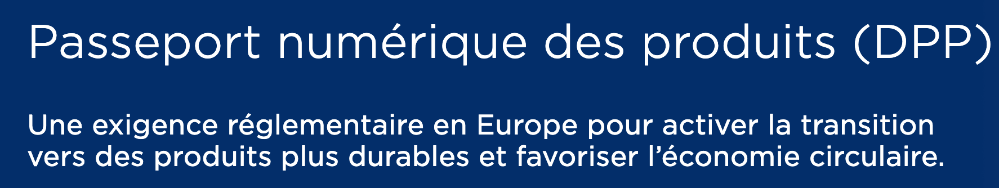 Passeport numérique des produits (DPP)
Une exigence réglementaire en Europe pour activer la transition
vers des produits plus durables et favoriser l’économie circulaire.